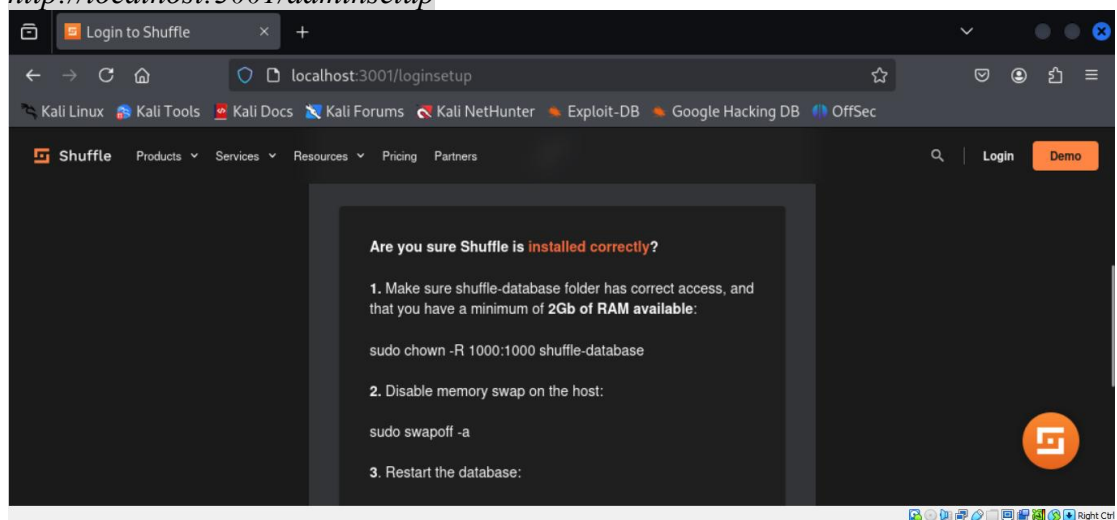 http://localhost:3001/adminsetup
Login to Shuffle
localhost:3001/loginsetup
Kali Linux Kali Tools Kali Docs Kali Forums Kali NetHunter Exploit-DB Google Hacking DB OffSec
Shuffle Products Services Resources Pricing Partners Login Demo
Are you sure Shuffle is installed correctly?
1. Make sure shuffle-database folder has correct access, and
that you have a minimum of 2Gb of RAM available:
sudo chown -R 1000:1000 shuffle-database
2. Disable memory swap on the host:
sudo swapoff -a
3. Restart the database:
Right Ctrl